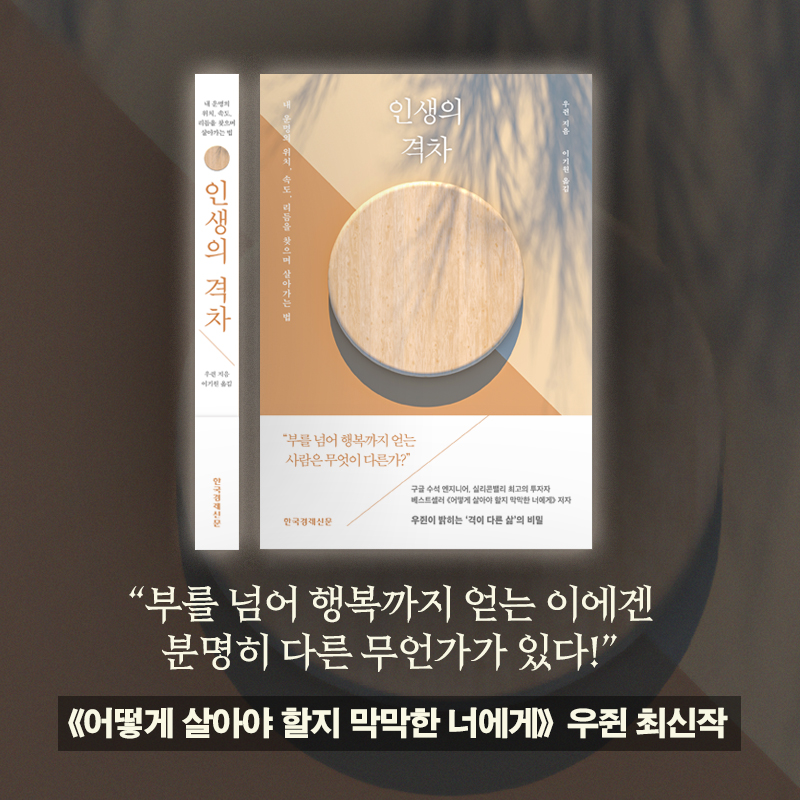 내 운명의
위치, 속도,
리듬을 찾으며
살아가는 법
인생의 격차
우쥔 지음
이기원 옮김
한국경제신문
내 운명의 위치, 속도, 리듬을 찾으며 살아가는 법
인생의
격차
우쥔 지음 이기원 옮김
“부를 넘어 행복까지 얻는
사람은 무엇이 다른가?”
구글 수석 엔지니어, 실리콘밸리 최고의 투자자
베스트셀러 《어떻게 살아야 할지 막막한 너에게》 저자
우쥔이 밝히는 ‘격이 다른 삶’의 비밀
한국경제신문
“부를 넘어 행복까지 얻는 이에겐
분명히 다른 무언가가 있다!”
《어떻게 살아야 할지 막막한 너에게》 우쥔 최신작